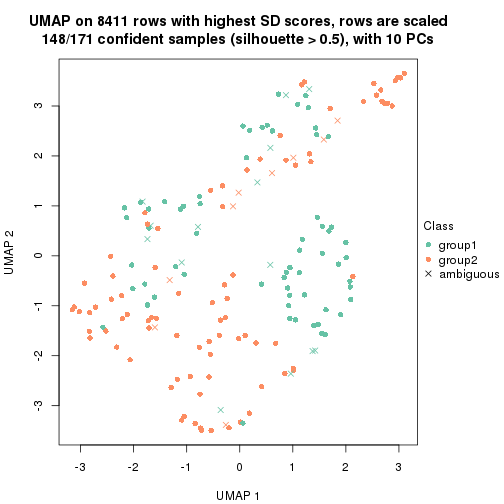 UMAP on 8411 rows with highest SD scores, rows are scaled
148/171 confident samples (silhouette > 0.5), with 10 PCs
UMAP 2
3
2
1
0
-1
-2
-3
-3 -2 -1 0 1 2 3
UMAP 1
Class
group1
group2
ambiguous